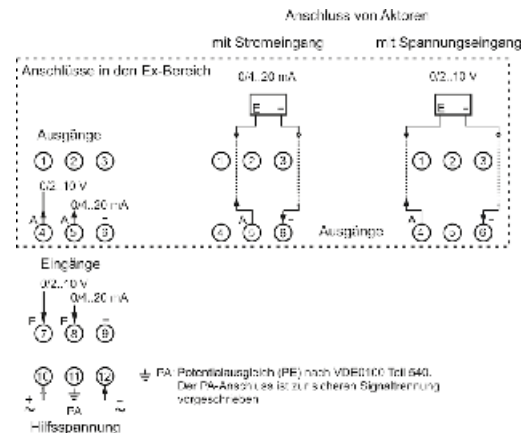 Anschluss von Aktoren
mit Stromeingang
mit Spannungseingang
Anschlüsse in den Ex-Bereich
0/4..20 mA
0/2..10 V
E –
E –
Ausgänge
1 2 3
1 2 3
1 2 3
0/2..10 V
0/4..20 mA
A A –
A –
A –
4 5 6
4 5 6
Ausgänge
4 5 6
Eingänge
0/2..10 V
0/4..20 mA
E E –
7 8 9
10 11 12
PA: Potentialausgleich (PE) nach VDE0100 Teil 540.
Der PA-Anschluss ist zur sicheren Signaltrennung
vorgeschrieben
+ ~ PA – ~
Hilfsspannung